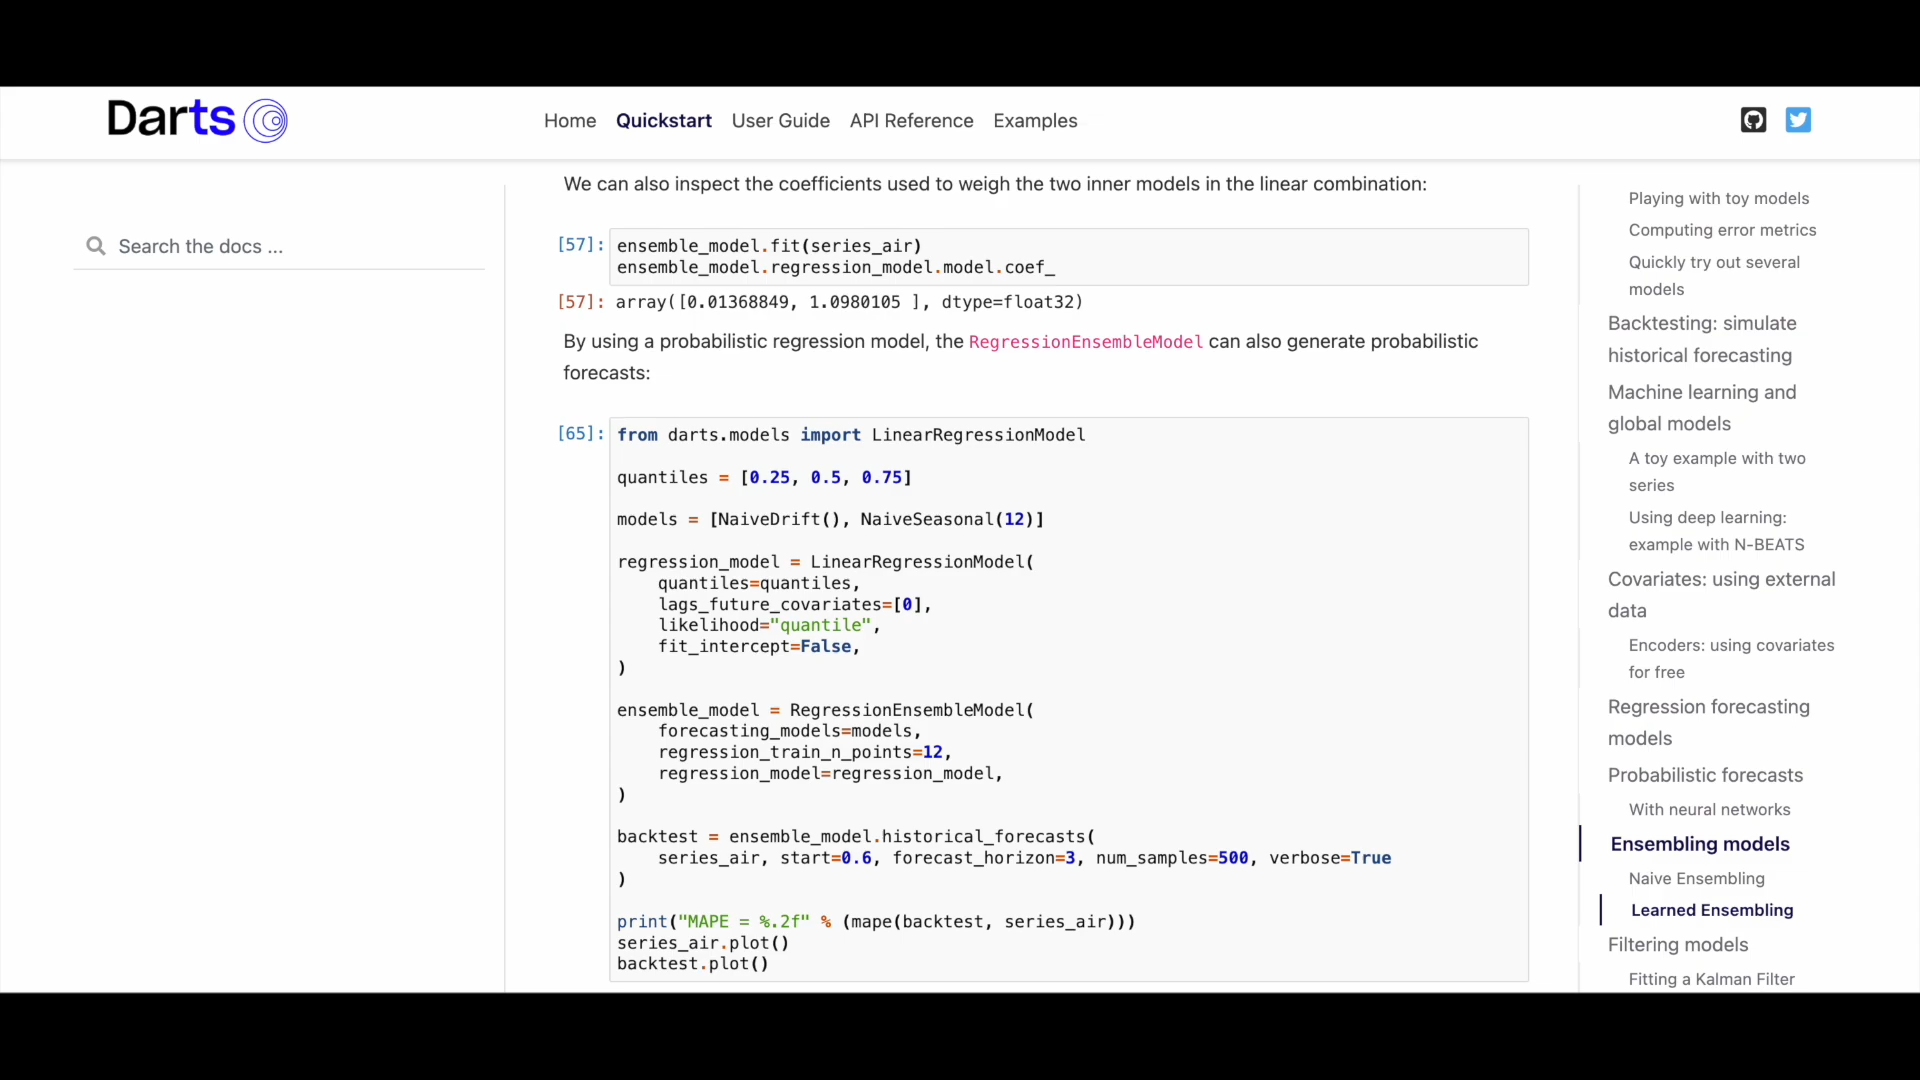 Darts
Home Quickstart User Guide API Reference Examples
Search the docs ...
We can also inspect the coefficients used to weigh the two inner models in the linear combination:
[57]: ensemble_model.fit(series_air)
ensemble_model.regression_model.model.coef_
[57]: array([0.01368849, 1.0980105 ], dtype=float32)
By using a probabilistic regression model, the RegressionEnsembleModel can also generate probabilistic
forecasts:
[65]: from darts.models import LinearRegressionModel
quantiles = [0.25, 0.5, 0.75]
models = [NaiveDrift(), NaiveSeasonal(12)]
regression_model = LinearRegressionModel(
    quantiles=quantiles,
    lags_future_covariates=[0],
    likelihood="quantile",
    fit_intercept=False,
)
ensemble_model = RegressionEnsembleModel(
    forecasting_models=models,
    regression_train_n_points=12,
    regression_model=regression_model,
)
backtest = ensemble_model.historical_forecasts(
    series_air, start=0.6, forecast_horizon=3, num_samples=500, verbose=True
)
print("MAPE = %.2f" % (mape(backtest, series_air)))
series_air.plot()
backtest.plot()
Playing with toy models
Computing error metrics
Quickly try out several
models
Backtesting: simulate
historical forecasting
Machine learning and
global models
A toy example with two
series
Using deep learning:
example with N-BEATS
Covariates: using external
data
Encoders: using covariates
for free
Regression forecasting
models
Probabilistic forecasts
With neural networks
Ensembling models
Naive Ensembling
Learned Ensembling
Filtering models
Fitting a Kalman Filter